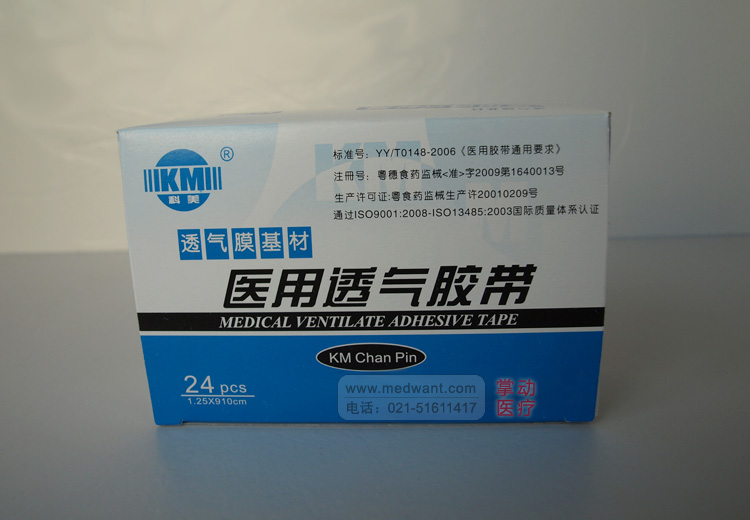 标准号：YY/T0148-2006《医用胶带通用要求》
注册号：粤穗食药监械<准>字2009第1640013号
生产许可证:粤食药监械生产许20010209号
通过ISO9001:2008-ISO13485:2003国际质量体系认证
KM®
科美
透气膜基材
医用透气胶带
MEDICAL VENTILATE ADHESIVE TAPE
KM Chan Pin
24 pcs
1.25X910cm
www.medwant.com
电话：021-51611417
掌动
医疗